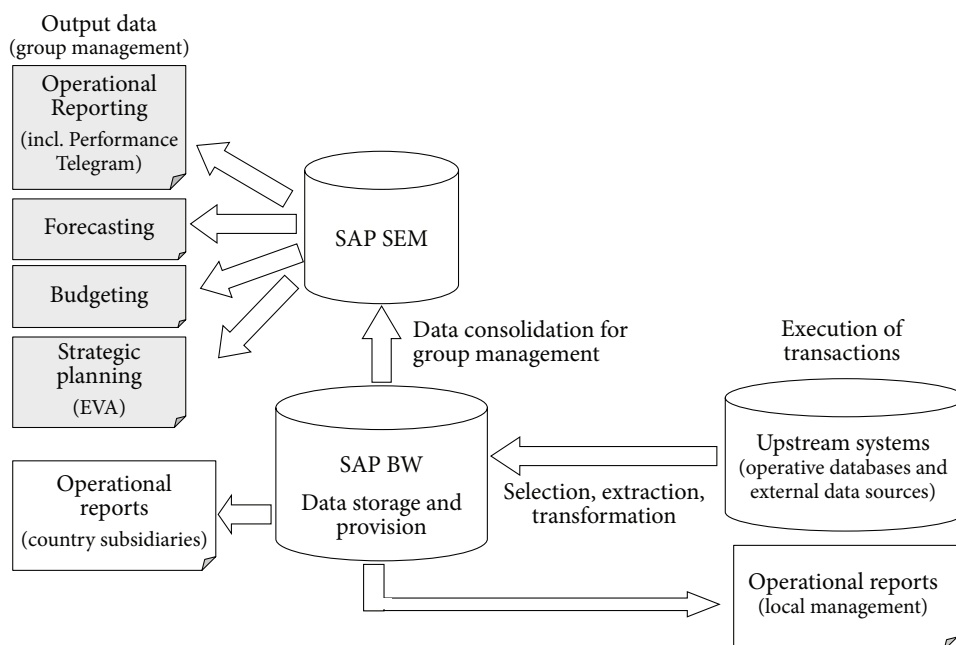 Output data
(group management)
Operational
Reporting
(incl. Performance
Telegram)
Forecasting
Budgeting
Strategic
planning
(EVA)
SAP SEM
Data consolidation for
group management
Execution of
transactions
Upstream systems
(operative databases and
external data sources)
SAP BW
Data storage and
provision
Selection, extraction,
transformation
Operational
reports
(country subsidiaries)
Operational reports
(local management)